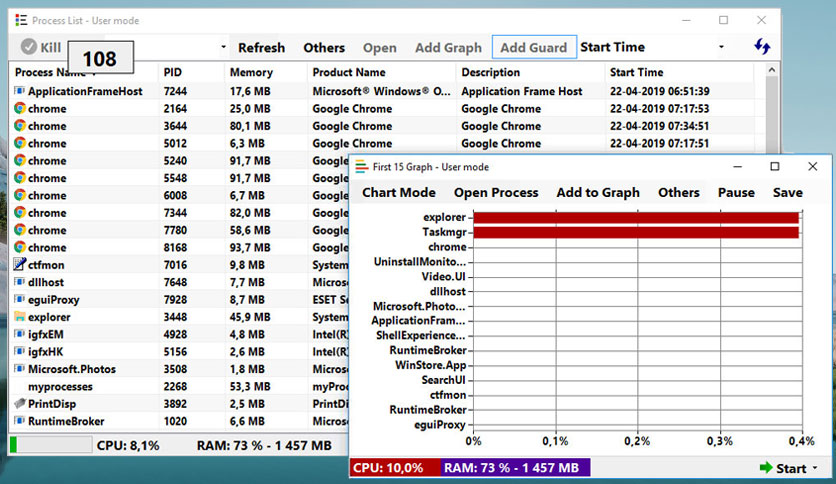 Process List - User mode
Kill 108 Refresh Others Open Add Graph Add Guard Start Time
Process Name PID Memory Product Name Description Start Time
ApplicationFrameHost 7244 17,6 MB Microsoft® Windows® O... Application Frame Host 22-04-2019 06:51:39
chrome 2164 25,0 MB Google Chrome Google Chrome 22-04-2019 07:17:53
chrome 3644 80,1 MB Google Chrome Google Chrome 22-04-2019 07:34:51
chrome 5012 6,3 MB Google Chrome Google Chrome 22-04-2019 07:17:51
chrome 5240 91,7 MB Google
chrome 5548 91,7 MB Google
chrome 6008 6,7 MB Google
chrome 7344 82,0 MB Google
chrome 7780 58,6 MB Google
chrome 8168 93,7 MB Google
ctfmon 7016 9,8 MB System
dllhost 7648 7,7 MB Microso
eguiProxy 7928 8,7 MB ESET Se
explorer 3448 45,9 MB System
igfxEM 4928 4,8 MB Intel(R)
igfxHK 5156 2,6 MB Intel(R)
Microsoft.Photos 3508 1,8 MB Microso
myprocesses 2268 53,3 MB myProc
PrintDisp 3892 2,5 MB PrintDis
RuntimeBroker 1020 6,6 MB Microso
CPU: 8,1% RAM: 73 % - 1 457 MB
First 15 Graph - User mode
Chart Mode Open Process Add to Graph Others Pause Save
explorer
Taskmgr
chrome
UninstallMonito...
Video.UI
dllhost
Microsoft.Photo...
ApplicationFram...
ShellExperience...
RuntimeBroker
WinStore.App
SearchUI
ctfmon
RuntimeBroker
eguiProxy
0% 0,1% 0,2% 0,3% 0,4%
CPU: 10,0% RAM: 73 % - 1 457 MB Start